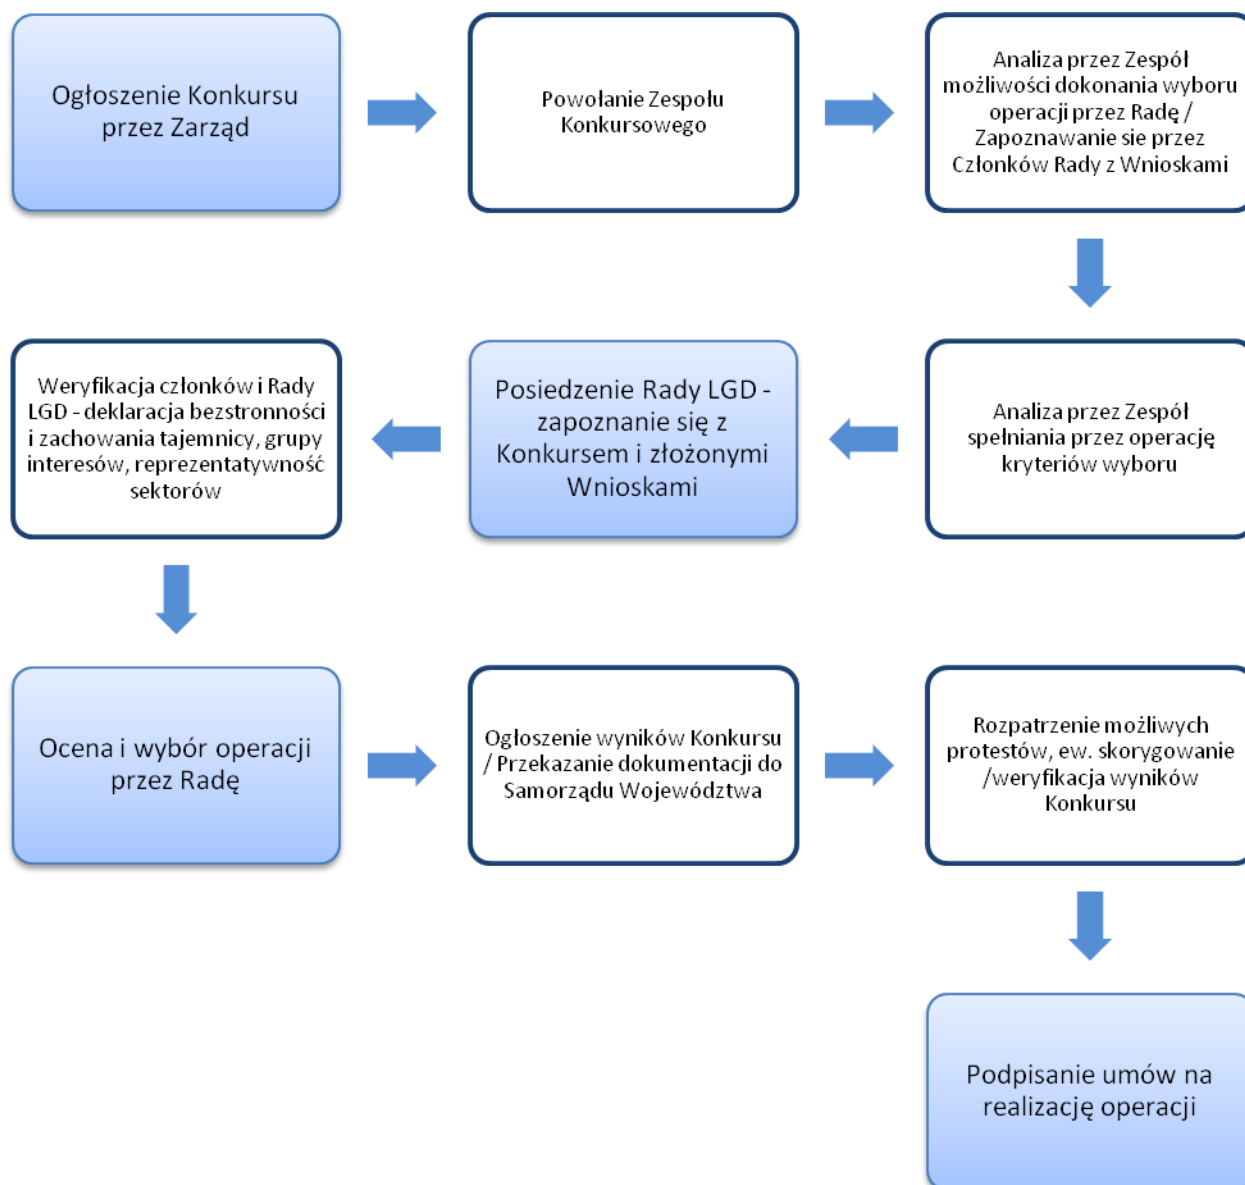 Ogłoszenie Konkursu
przez Zarząd
Powołanie Zespołu
Konkursowego
Analiza przez Zespół
możliwości dokonania wyboru
operacji przez Radę /
Zapoznawanie sie przez
Członków Rady z Wnioskami
Analiza przez Zespół
spełniania przez operację
kryteriów wyboru
Posiedzenie Rady LGD -
zapoznanie się z
Konkursem i złożonymi
Wnioskami
Weryfikacja członków i Rady
LGD - deklaracja bezstronności
i zachowania tajemnicy, grupy
interesów, reprezentatywność
sektorów
Ocena i wybór operacji
przez Radę
Ogłoszenie wyników Konkursu
/ Przekazanie dokumentacji do
Samorządu Województwa
Rozpatrzenie możliwych
protestów, ew. skorygowanie
/weryfikacja wyników
Konkursu
Podpisanie umów na
realizację operacji